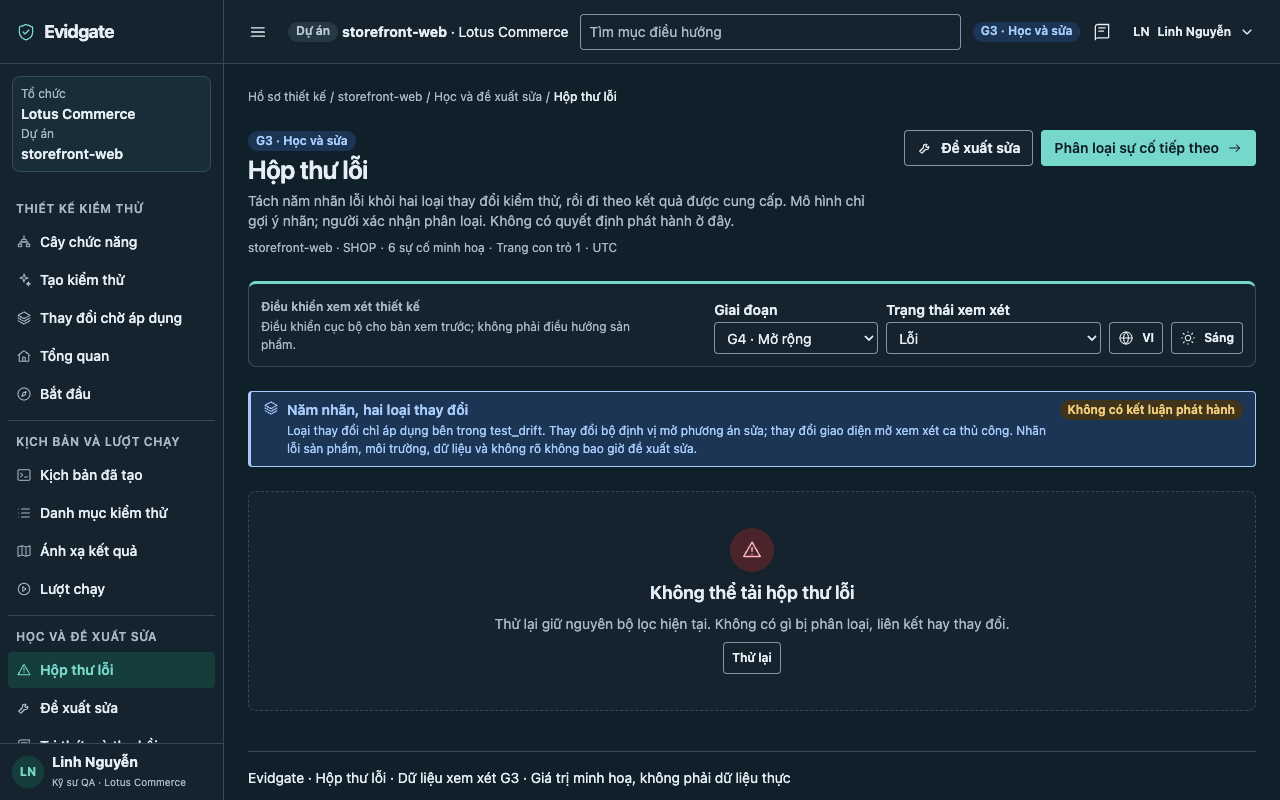 Evidgate
Dự án storefront-web · Lotus Commerce
Tìm mục điều hướng
G3 · Học và sửa
LN Linh Nguyễn
Tổ chức
Lotus Commerce
Dự án
storefront-web
THIẾT KẾ KIỂM THỬ
Cây chức năng
Tạo kiểm thử
Thay đổi chờ áp dụng
Tổng quan
Bắt đầu
KỊCH BẢN VÀ LƯỢT CHẠY
Kịch bản đã tạo
Danh mục kiểm thử
Ánh xạ kết quả
Lượt chạy
HỌC VÀ ĐỀ XUẤT SỬA
Hộp thư lỗi
Đề xuất sửa
LN
Linh Nguyễn
Kỹ sư QA · Lotus Commerce
Hồ sơ thiết kế / storefront-web / Học và đề xuất sửa / Hộp thư lỗi
G3 · Học và sửa
Hộp thư lỗi
Tách năm nhãn lỗi khỏi hai loại thay đổi kiểm thử, rồi đi theo kết quả được cung cấp. Mô hình chỉ
gợi ý nhãn; người xác nhận phân loại. Không có quyết định phát hành ở đây.
storefront-web · SHOP · 6 sự cố minh hoạ · Trang con trỏ 1 · UTC
Đề xuất sửa
Phân loại sự cố tiếp theo
Điều khiển xem xét thiết kế
Điều khiển cục bộ cho bản xem trước; không phải điều hướng sản
phẩm.
Giai đoạn
G4 · Mở rộng
Trạng thái xem xét
Lỗi
VI
Sáng
Năm nhãn, hai loại thay đổi
Loại thay đổi chỉ áp dụng bên trong test_drift. Thay đổi bộ định vị mở phương án sửa; thay đổi giao diện mở xem xét ca thủ công. Nhãn
lỗi sản phẩm, môi trường, dữ liệu và không rõ không bao giờ đề xuất sửa.
Không có kết luận phát hành
Không thể tải hộp thư lỗi
Thử lại giữ nguyên bộ lọc hiện tại. Không có gì bị phân loại, liên kết hay thay đổi.
Thử lại
Evidgate · Hộp thư lỗi · Dữ liệu xem xét G3 · Giá trị minh hoạ, không phải dữ liệu thực